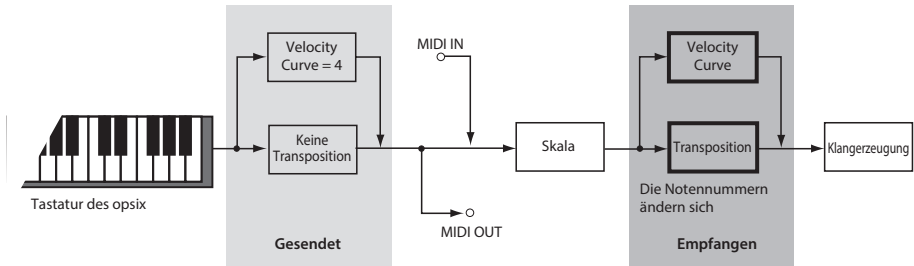 Velocity
Curve = 4
MIDI IN
Velocity
Curve
Keine
Transposition
Skala
Transposition
Klangerzeugung
Die Notennummern
ändern sich
Tastatur des opsix
MIDI OUT
Gesendet
Empfangen